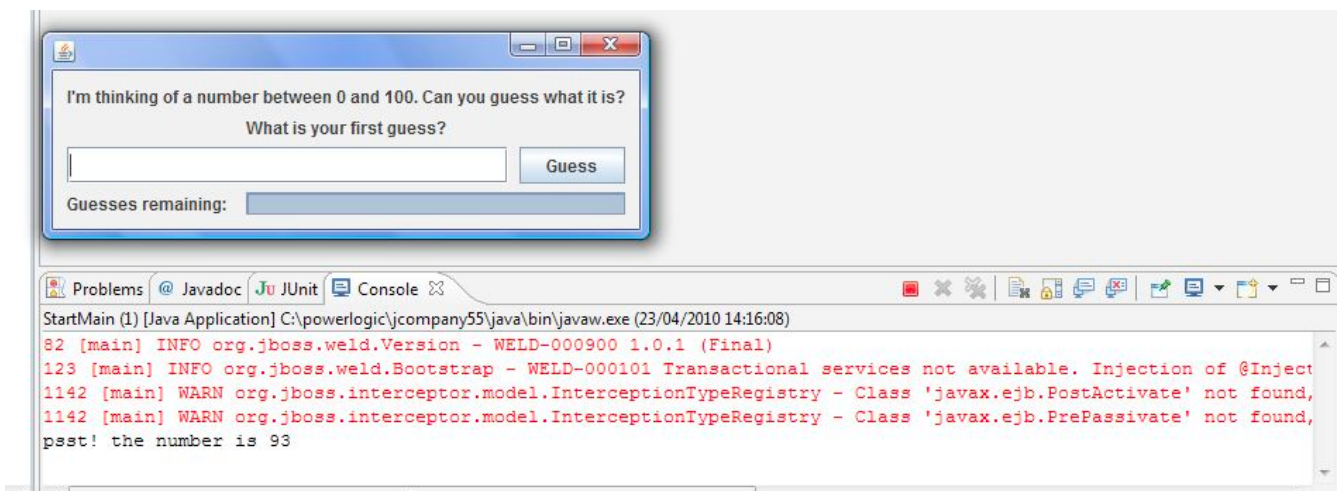 I'm thinking of a number between 0 and 100. Can you guess what it is?
What is your first guess?
Guess
Guesses remaining:
Problems @ Javadoc Ju JUnit Console
StartMain (1) [Java Application] C:\powerlogic\jcompany55\java\bin\javaw.exe (23/04/2010 14:16:08)
82 [main] INFO org.jboss.weld.Version - WELD-000900 1.0.1 (Final)
123 [main] INFO org.jboss.weld.Bootstrap - WELD-000101 Transactional services not available. Injection of @Inject
1142 [main] WARN org.jboss.interceptor.model.InterceptionTypeRegistry - Class 'javax.ejb.PostActivate' not found,
1142 [main] WARN org.jboss.interceptor.model.InterceptionTypeRegistry - Class 'javax.ejb.PrePassivate' not found,
psst! the number is 93